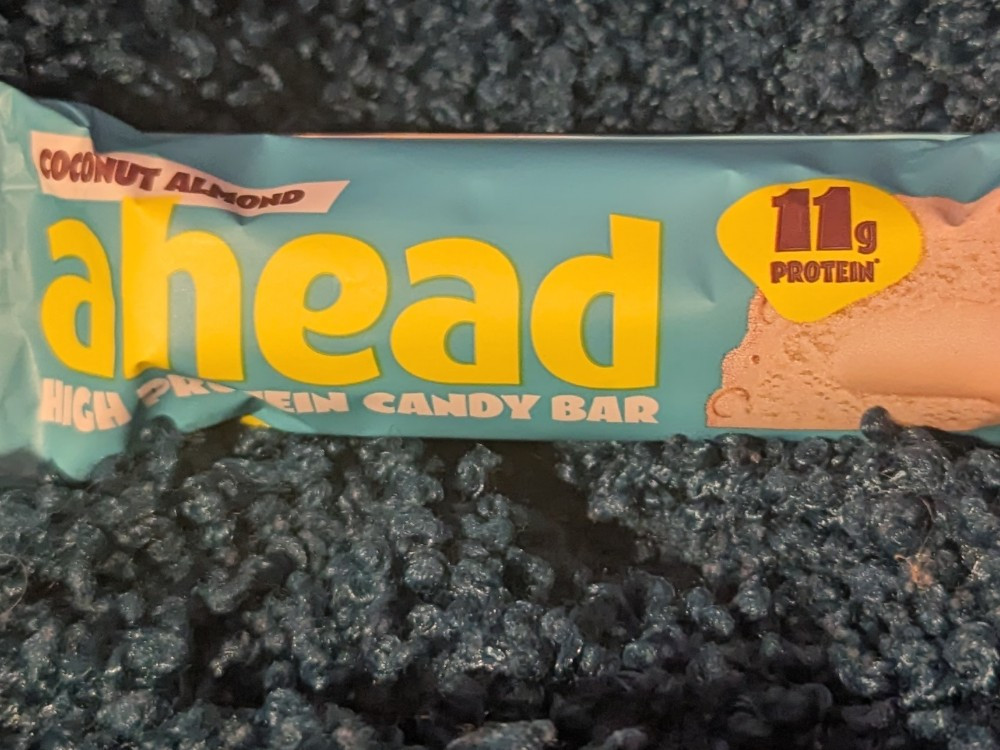 COCONUT ALMOND
ahead
HIGH PROTEIN CANDY BAR
11g
PROTEIN*